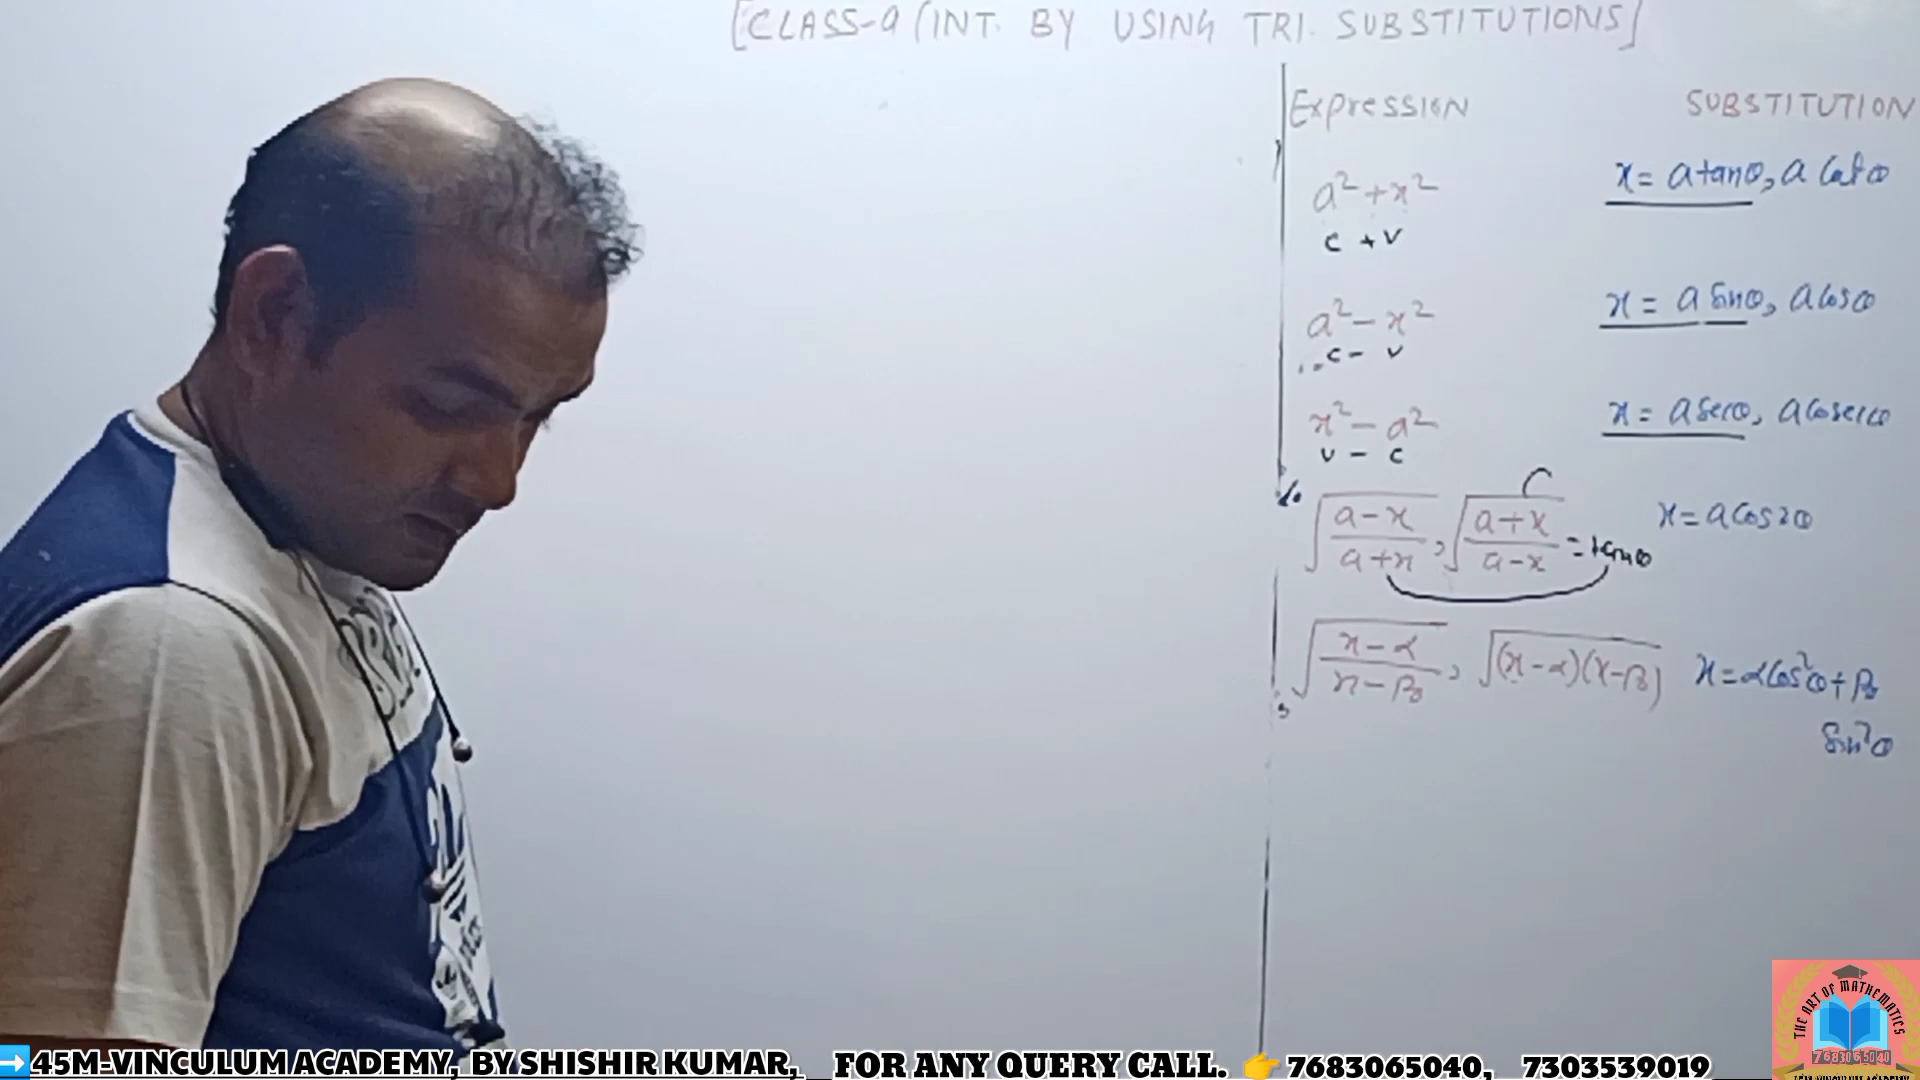 [CLASS-9 (INT. BY USING TRI. SUBSTITUTIONS]
Expression SUBSTITUTION
a²+x² x = a tanθ, a cotθ
c + v
a²-x² x = a sinθ, a cosθ
c - v
x²-a² x = a secθ, a cosecθ
v - c
√((a-x)/(a+x)), √((a+x)/(a-x)) = tanθ x = a cos2θ
√((x-α)/(x-β)), √((x-α)(x-β)) x = αcos²θ + β
sin²θ
THE ART OF MATHEMATICS
7683065040
➡45M-VINCULUM ACADEMY, BY SHISHIR KUMAR, FOR ANY QUERY CALL. 👉 7683065040, 7303539019